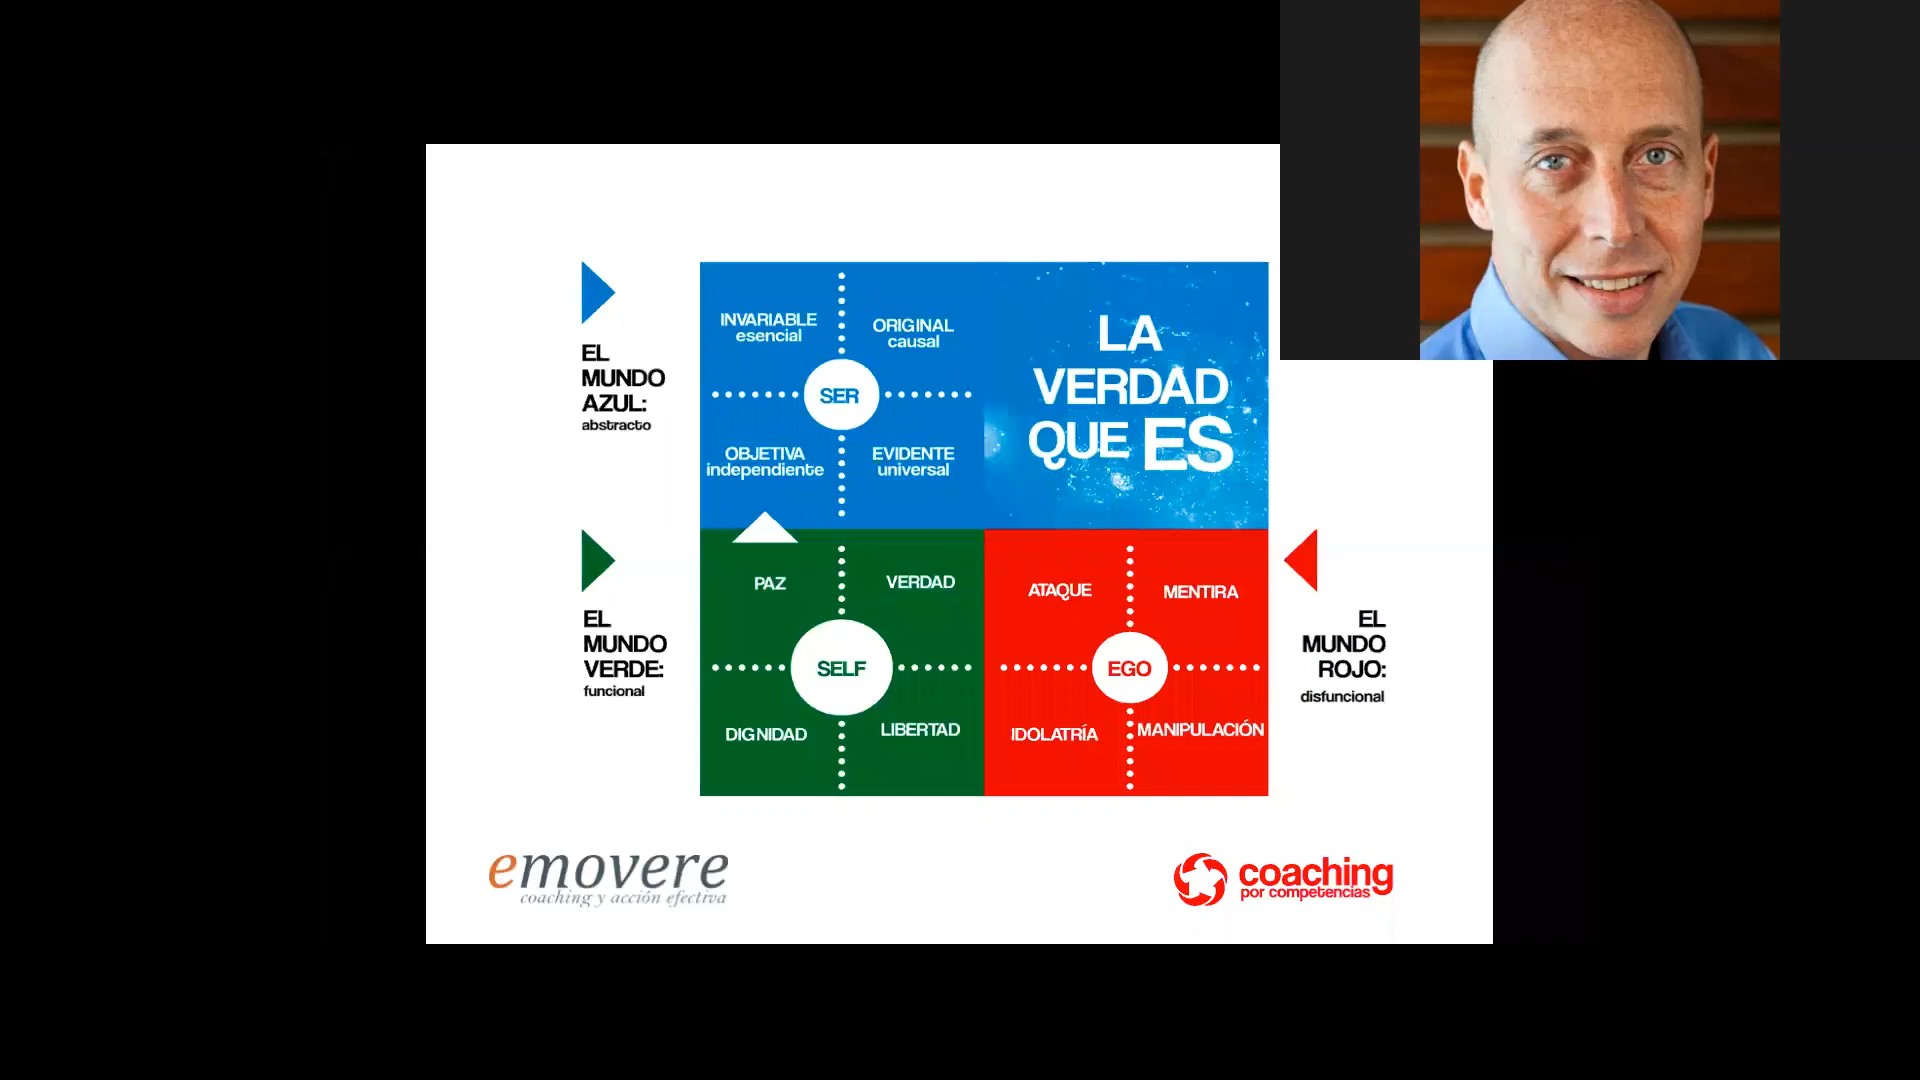 EL
MUNDO
AZUL:
abstracto
INVARIABLE
esencial
ORIGINAL
causal
SER
OBJETIVA
independiente
EVIDENTE
universal
LA
VERDAD
QUE ES
EL
MUNDO
VERDE:
funcional
PAZ
VERDAD
SELF
DIGNIDAD
LIBERTAD
ATAQUE
MENTIRA
EGO
IDOLATRÍA
MANIPULACIÓN
EL
MUNDO
ROJO:
disfuncional
emovere
coaching y acción efectiva
coaching
por competencias